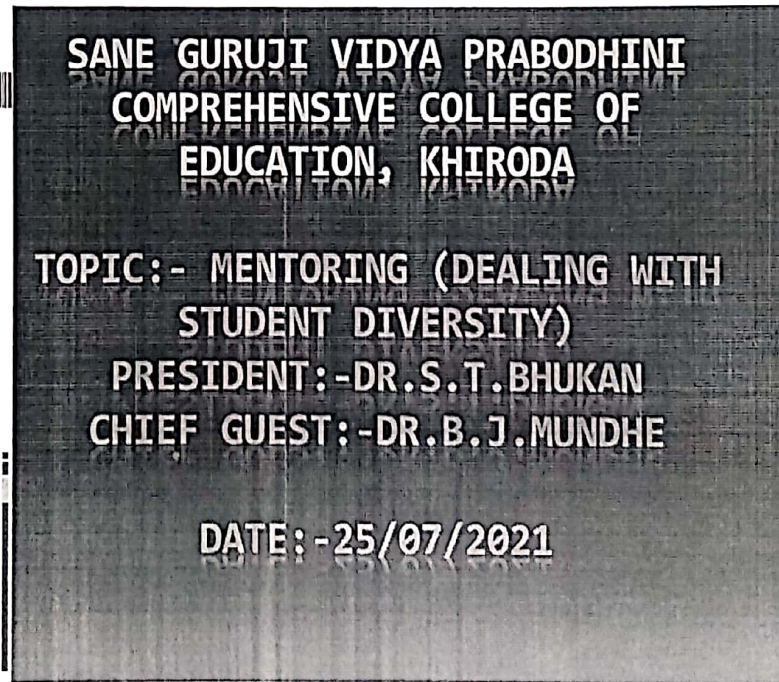 SANE GURUJI VIDYA PRABODHINI
COMPREHENSIVE COLLEGE OF
EDUCATION, KHIRODA
TOPIC:- MENTORING (DEALING WITH
STUDENT DIVERSITY)
PRESIDENT:-DR.S.T.BHUKAN
CHIEF GUEST:-DR.B.J.MUNDHE
DATE:-25/07/2021